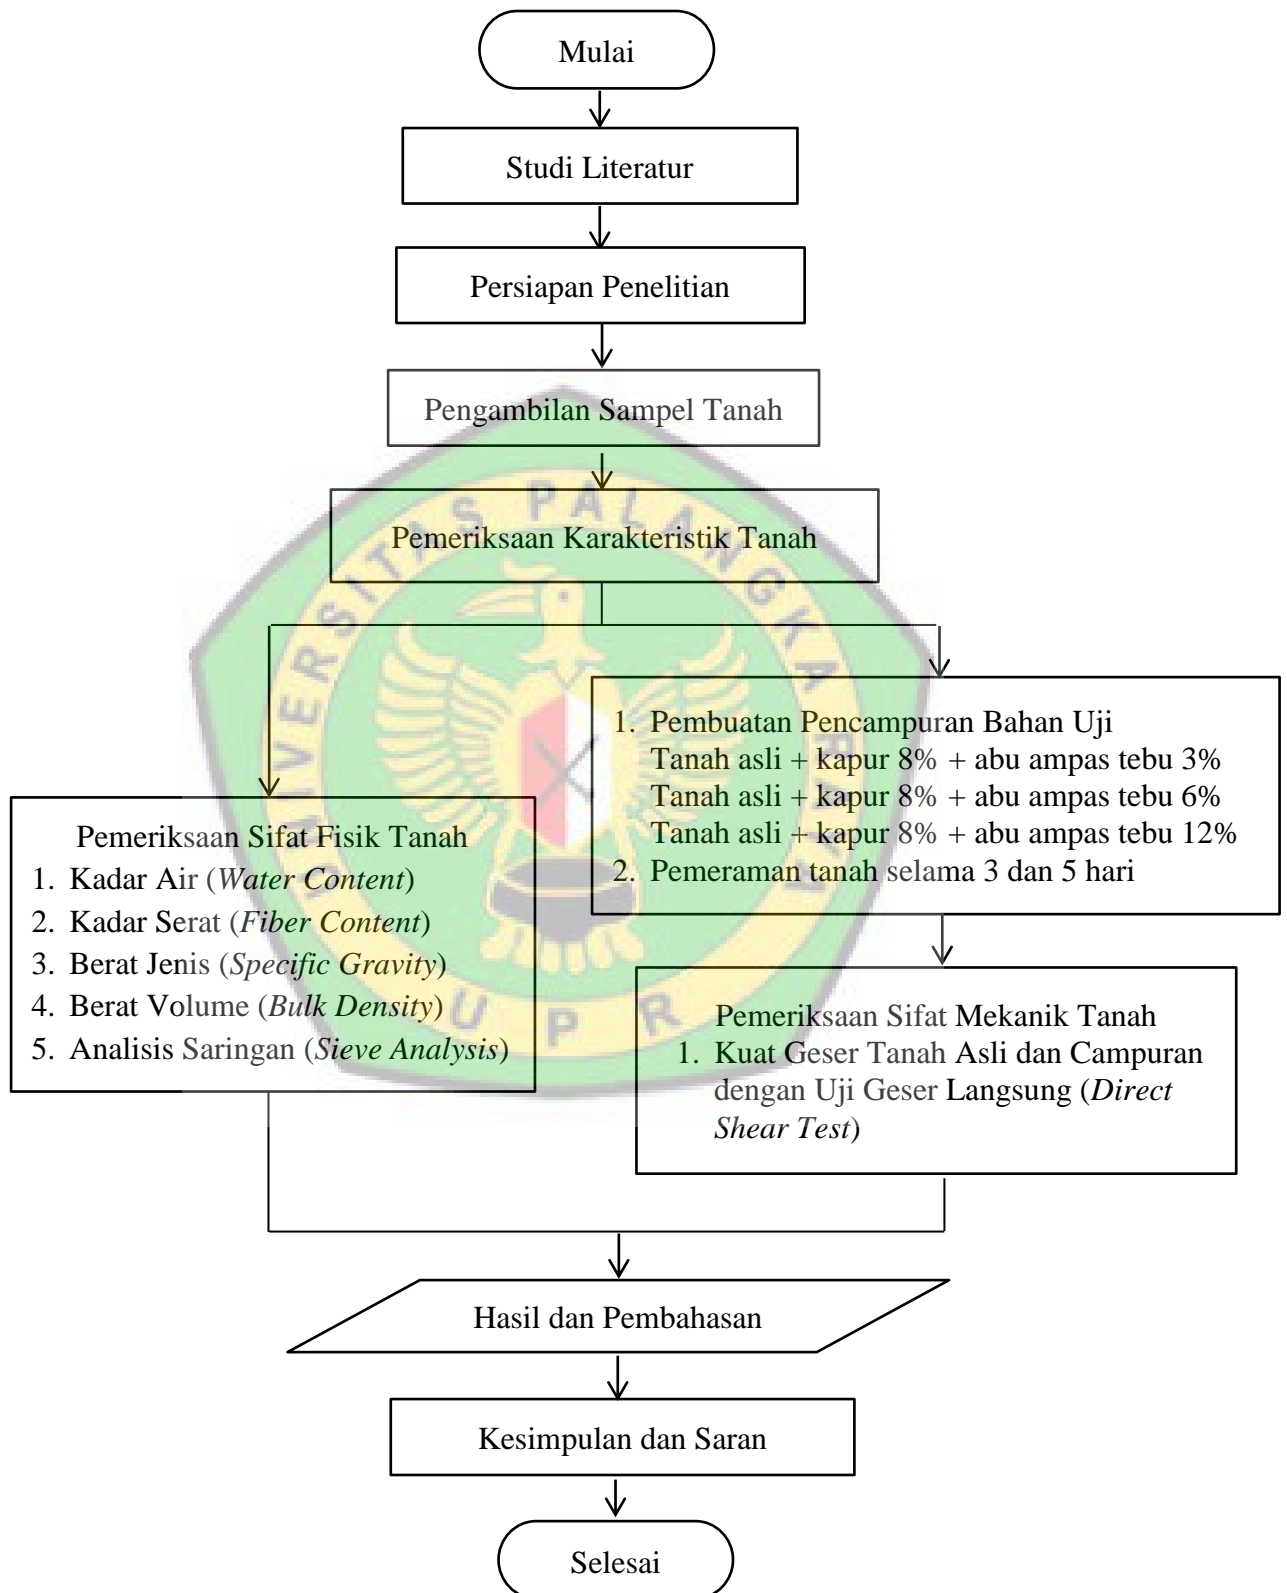 Mulai
Studi Literatur
Persiapan Penelitian
Pengambilan Sampel Tanah
Pemeriksaan Karakteristik Tanah
UNIVERSITAS PALANGKA RAYA
UPR
Pemeriksaan Sifat Fisik Tanah
1. Kadar Air (Water Content)
2. Kadar Serat (Fiber Content)
3. Berat Jenis (Specific Gravity)
4. Berat Volume (Bulk Density)
5. Analisis Saringan (Sieve Analysis)
1. Pembuatan Pencampuran Bahan Uji
Tanah asli + kapur 8% + abu ampas tebu 3%
Tanah asli + kapur 8% + abu ampas tebu 6%
Tanah asli + kapur 8% + abu ampas tebu 12%
2. Pemeraman tanah selama 3 dan 5 hari
Pemeriksaan Sifat Mekanik Tanah
1. Kuat Geser Tanah Asli dan Campuran
dengan Uji Geser Langsung (Direct
Shear Test)
Hasil dan Pembahasan
Kesimpulan dan Saran
Selesai